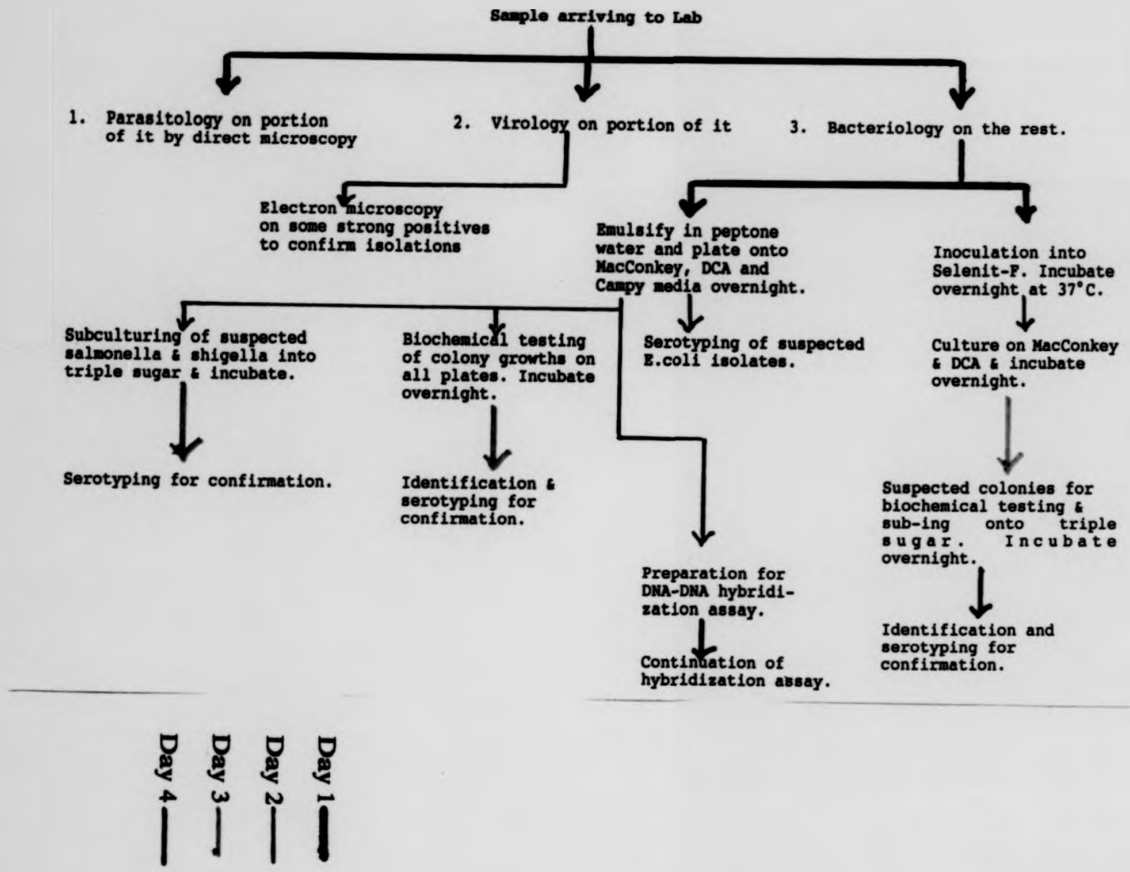 Sample arriving to Lab
1. Parasitology on portion
of it by direct microscopy
2. Virology on portion of it
3. Bacteriology on the rest.
Electron microscopy
on some strong positives
to confirm isolations
Emulsify in peptone
water and plate onto
MacConkey, DCA and
Campy media overnight.
Inoculation into
Selenit-F. Incubate
overnight at 37°C.
Subculturing of suspected
salmonella & shigella into
triple sugar & incubate.
Biochemical testing
of colony growths on
all plates. Incubate
overnight.
Serotyping of suspected
E.coli isolates.
Culture on MacConkey
& DCA & incubate
overnight.
Serotyping for confirmation.
Identification &
serotyping for
confirmation.
Suspected colonies for
biochemical testing &
sub-ing onto triple
sugar. Incubate
overnight.
Preparation for
DNA-DNA hybridi-
zation assay.
Identification and
serotyping for
confirmation.
Continuation of
hybridization assay.
Day 1
Day 2
Day 3
Day 4